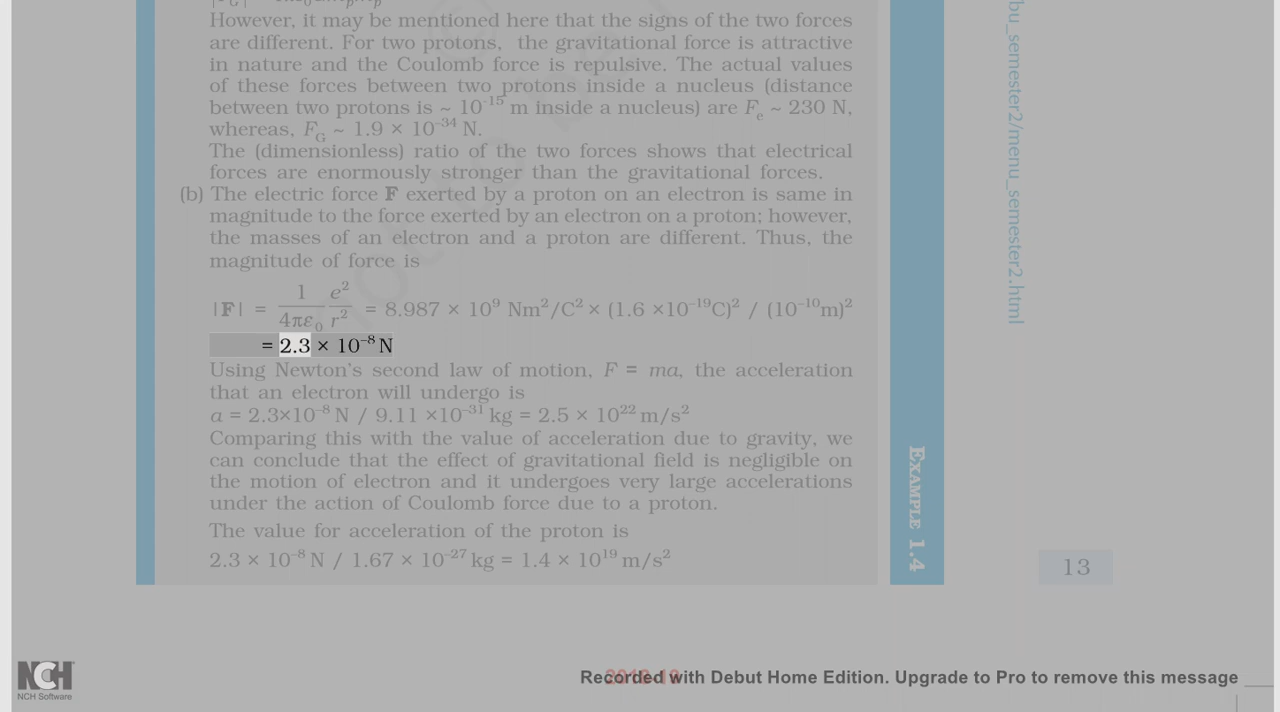 However, it may be mentioned here that the signs of the two forces
are different. For two protons, the gravitational force is attractive
in nature and the Coulomb force is repulsive. The actual values
of these forces between two protons inside a nucleus (distance
between two protons is ~ 10⁻¹⁵ m inside a nucleus) are Fₑ ~ 230 N,
whereas, F_G ~ 1.9 × 10⁻³⁴ N.
The (dimensionless) ratio of the two forces shows that electrical
forces are enormously stronger than the gravitational forces.
(b) The electric force F exerted by a proton on an electron is same in
magnitude to the force exerted by an electron on a proton; however,
the masses of an electron and a proton are different. Thus, the
magnitude of force is
|F| = 1/4πε₀ e²/r² = 8.987 × 10⁹ Nm²/C² × (1.6 ×10⁻¹⁹C)² / (10⁻¹⁰m)²
= 2.3 × 10⁻⁸ N
Using Newton's second law of motion, F = ma, the acceleration
that an electron will undergo is
a = 2.3×10⁻⁸ N / 9.11 ×10⁻³¹ kg = 2.5 × 10²² m/s²
Comparing this with the value of acceleration due to gravity, we
can conclude that the effect of gravitational field is negligible on
the motion of electron and it undergoes very large accelerations
under the action of Coulomb force due to a proton.
The value for acceleration of the proton is
2.3 × 10⁻⁸ N / 1.67 × 10⁻²⁷ kg = 1.4 × 10¹⁹ m/s²
EXAMPLE 1.4
bu_semester2/menu_semester2.html
13
NCH
NCH Software
Recorded with Debut Home Edition. Upgrade to Pro to remove this message